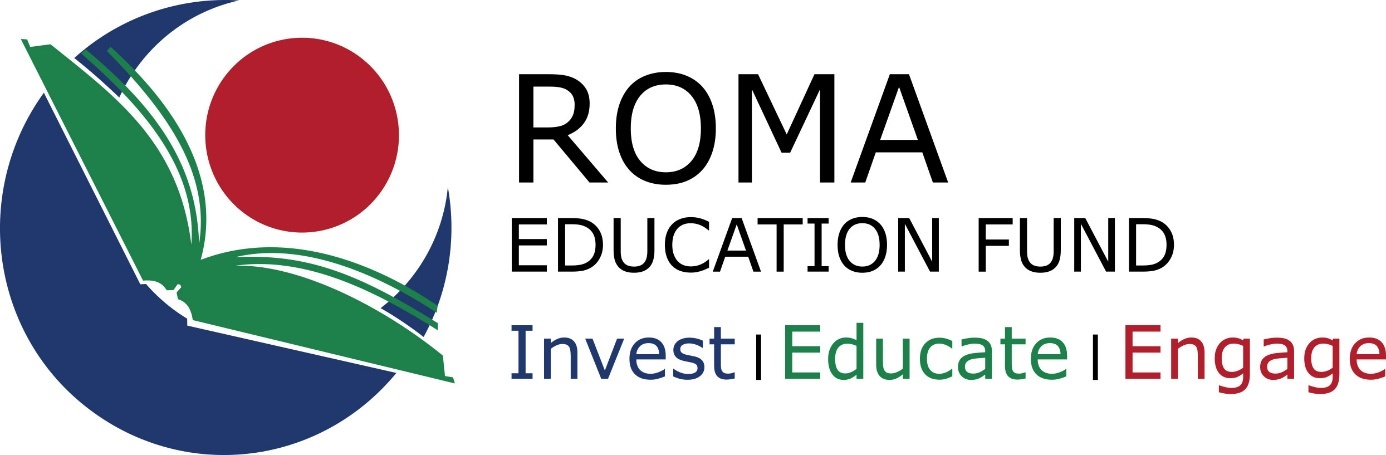 ROMA
EDUCATION FUND
Invest | Educate | Engage